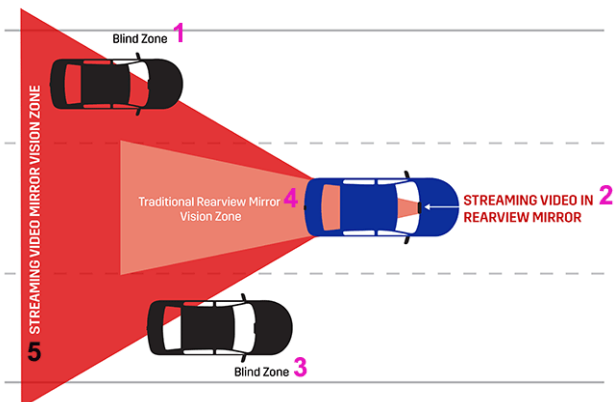 Blind Zone 1
STREAMING VIDEO MIRROR VISION ZONE
Traditional Rearview Mirror 4
Vision Zone
STREAMING VIDEO IN 2
REARVIEW MIRROR
5
Blind Zone 3